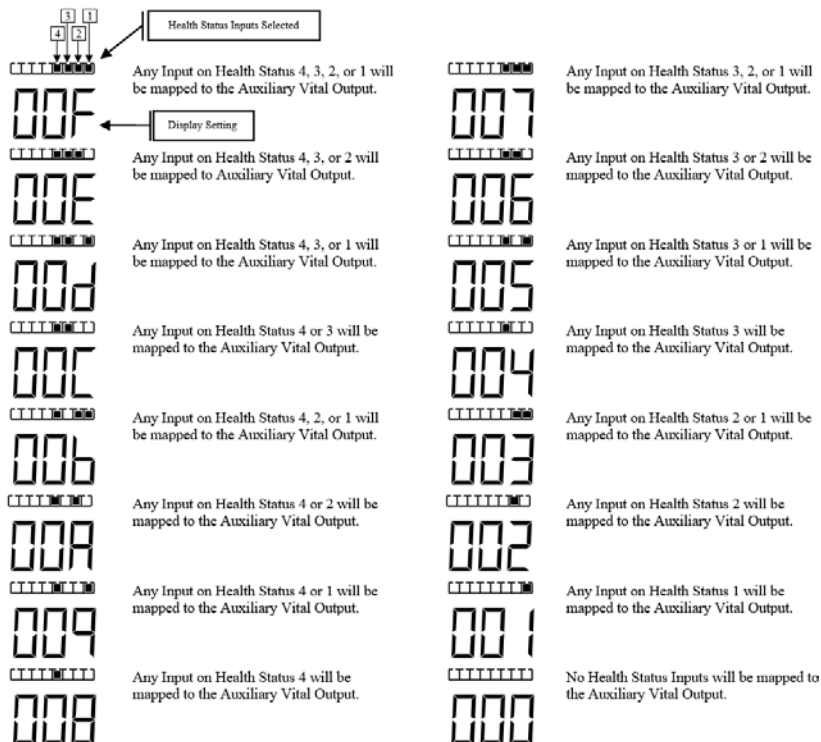 3 1
4 2
Health Status Inputs Selected
Any Input on Health Status 4, 3, 2, or 1 will
be mapped to the Auxiliary Vital Output.
00F
Display Setting
Any Input on Health Status 4, 3, or 2 will
be mapped to Auxiliary Vital Output.
00E
Any Input on Health Status 4, 3, or 1 will
be mapped to the Auxiliary Vital Output.
00d
Any Input on Health Status 4 or 3 will be
mapped to the Auxiliary Vital Output.
00C
Any Input on Health Status 4, 2, or 1 will
be mapped to the Auxiliary Vital Output.
00b
Any Input on Health Status 4 or 2 will be
mapped to the Auxiliary Vital Output.
00A
Any Input on Health Status 4 or 1 will be
mapped to the Auxiliary Vital Output.
009
Any Input on Health Status 4 will be
mapped to the Auxiliary Vital Output.
008
Any Input on Health Status 3, 2, or 1 will
be mapped to the Auxiliary Vital Output.
007
Any Input on Health Status 3 or 2 will be
mapped to the Auxiliary Vital Output.
006
Any Input on Health Status 3 or 1 will be
mapped to the Auxiliary Vital Output.
005
Any Input on Health Status 3 will be
mapped to the Auxiliary Vital Output.
004
Any Input on Health Status 2 or 1 will be
mapped to the Auxiliary Vital Output.
003
Any Input on Health Status 2 will be
mapped to the Auxiliary Vital Output.
002
Any Input on Health Status 1 will be
mapped to the Auxiliary Vital Output.
001
No Health Status Inputs will be mapped to
the Auxiliary Vital Output.
000